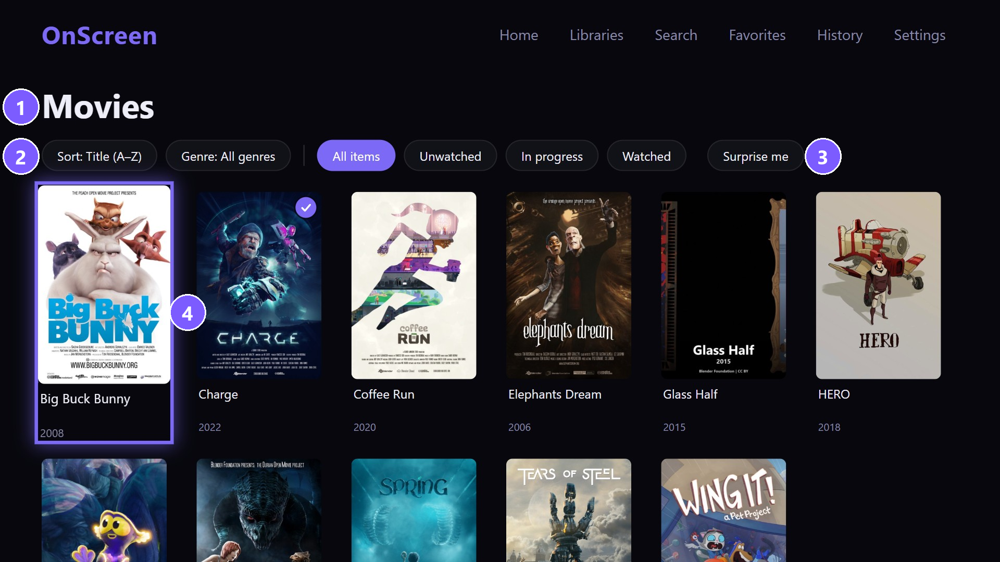 OnScreen
Home
Libraries
Search
Favorites
History
Settings
1
Movies
2
Sort: Title (A–Z)
Genre: All genres
All items
Unwatched
In progress
Watched
Surprise me
3
THE PEACH OPEN MOVIE PROJECT PRESENTS
Big Buck
BUNNY
WWW.BIGBUCKBUNNY.ORG
4
CHARGE
coffee
RUN
the orange open movie project presents
elephants dream
Glass Half
2015
Blender Foundation | CC BY
HERO
Big Buck Bunny
2008
Charge
2022
Coffee Run
2020
Elephants Dream
2006
Glass Half
2015
HERO
2018
BLENDER FOUNDATION PRESENTS: THE DURIAN OPEN MOVIE PROJECT
SPRING
TEARS OF STEEL
WING IT!
a Pet Project